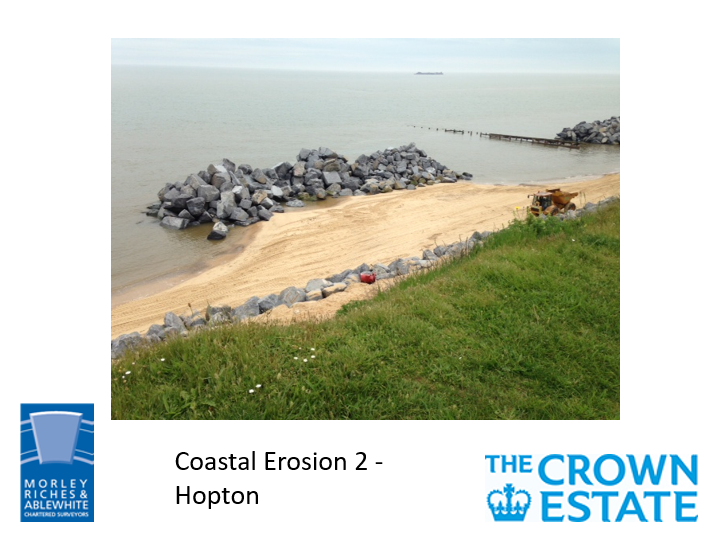 Coastal Erosion 2 -
Hopton
MORLEY
RICHES &
ABLEWHITE
CHARTERED SURVEYORS
THE CROWN
ESTATE